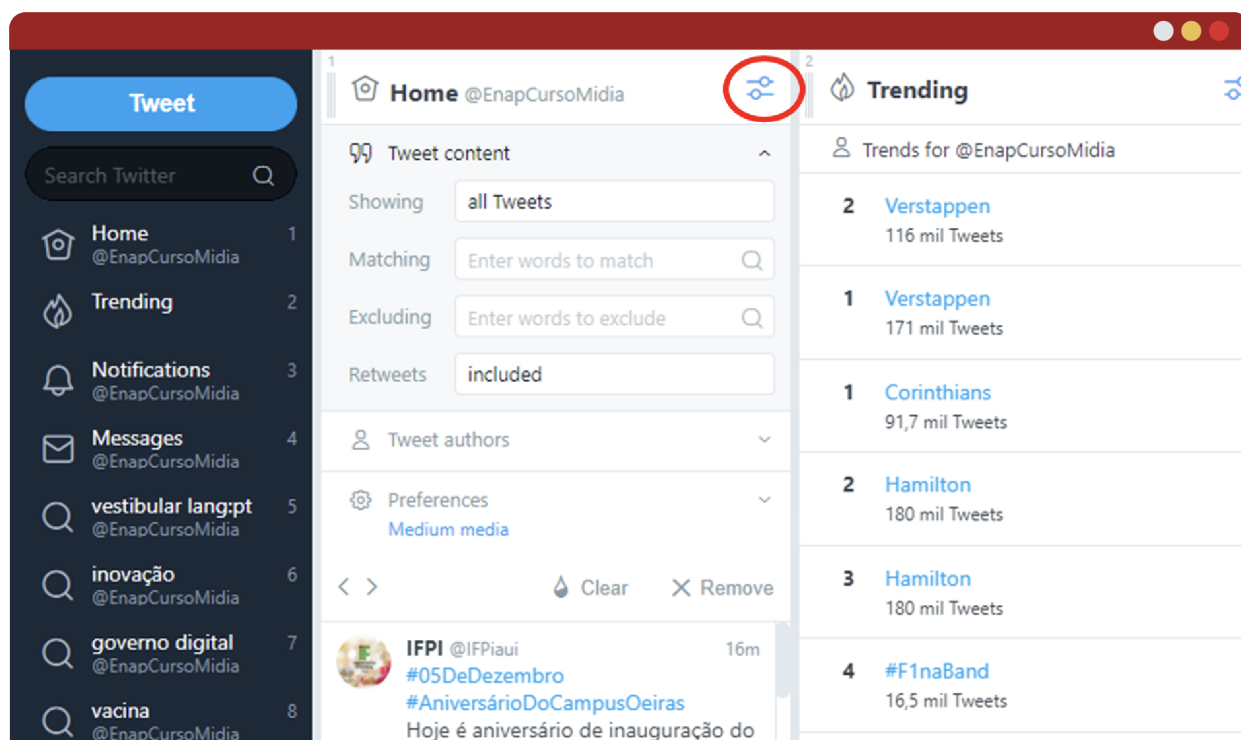 Tweet
Search Twitter
Home 1
@EnapCursoMidia
Trending 2
Notifications 3
@EnapCursoMidia
Messages 4
@EnapCursoMidia
vestibular lang:pt 5
@EnapCursoMidia
inovação 6
@EnapCursoMidia
governo digital 7
@EnapCursoMidia
vacina 8
@EnapCursoMidia
1
Home @EnapCursoMidia
Tweet content
Showing all Tweets
Matching Enter words to match
Excluding Enter words to exclude
Retweets included
Tweet authors
Preferences
Medium media
Clear Remove
IFPI @IFPiaui 16m
#05DeDezembro
#AniversárioDoCampusOeiras
Hoje é aniversário de inauguração do
2
Trending
Trends for @EnapCursoMidia
2 Verstappen
116 mil Tweets
1 Verstappen
171 mil Tweets
1 Corinthians
91,7 mil Tweets
2 Hamilton
180 mil Tweets
3 Hamilton
180 mil Tweets
4 #F1naBand
16,5 mil Tweets